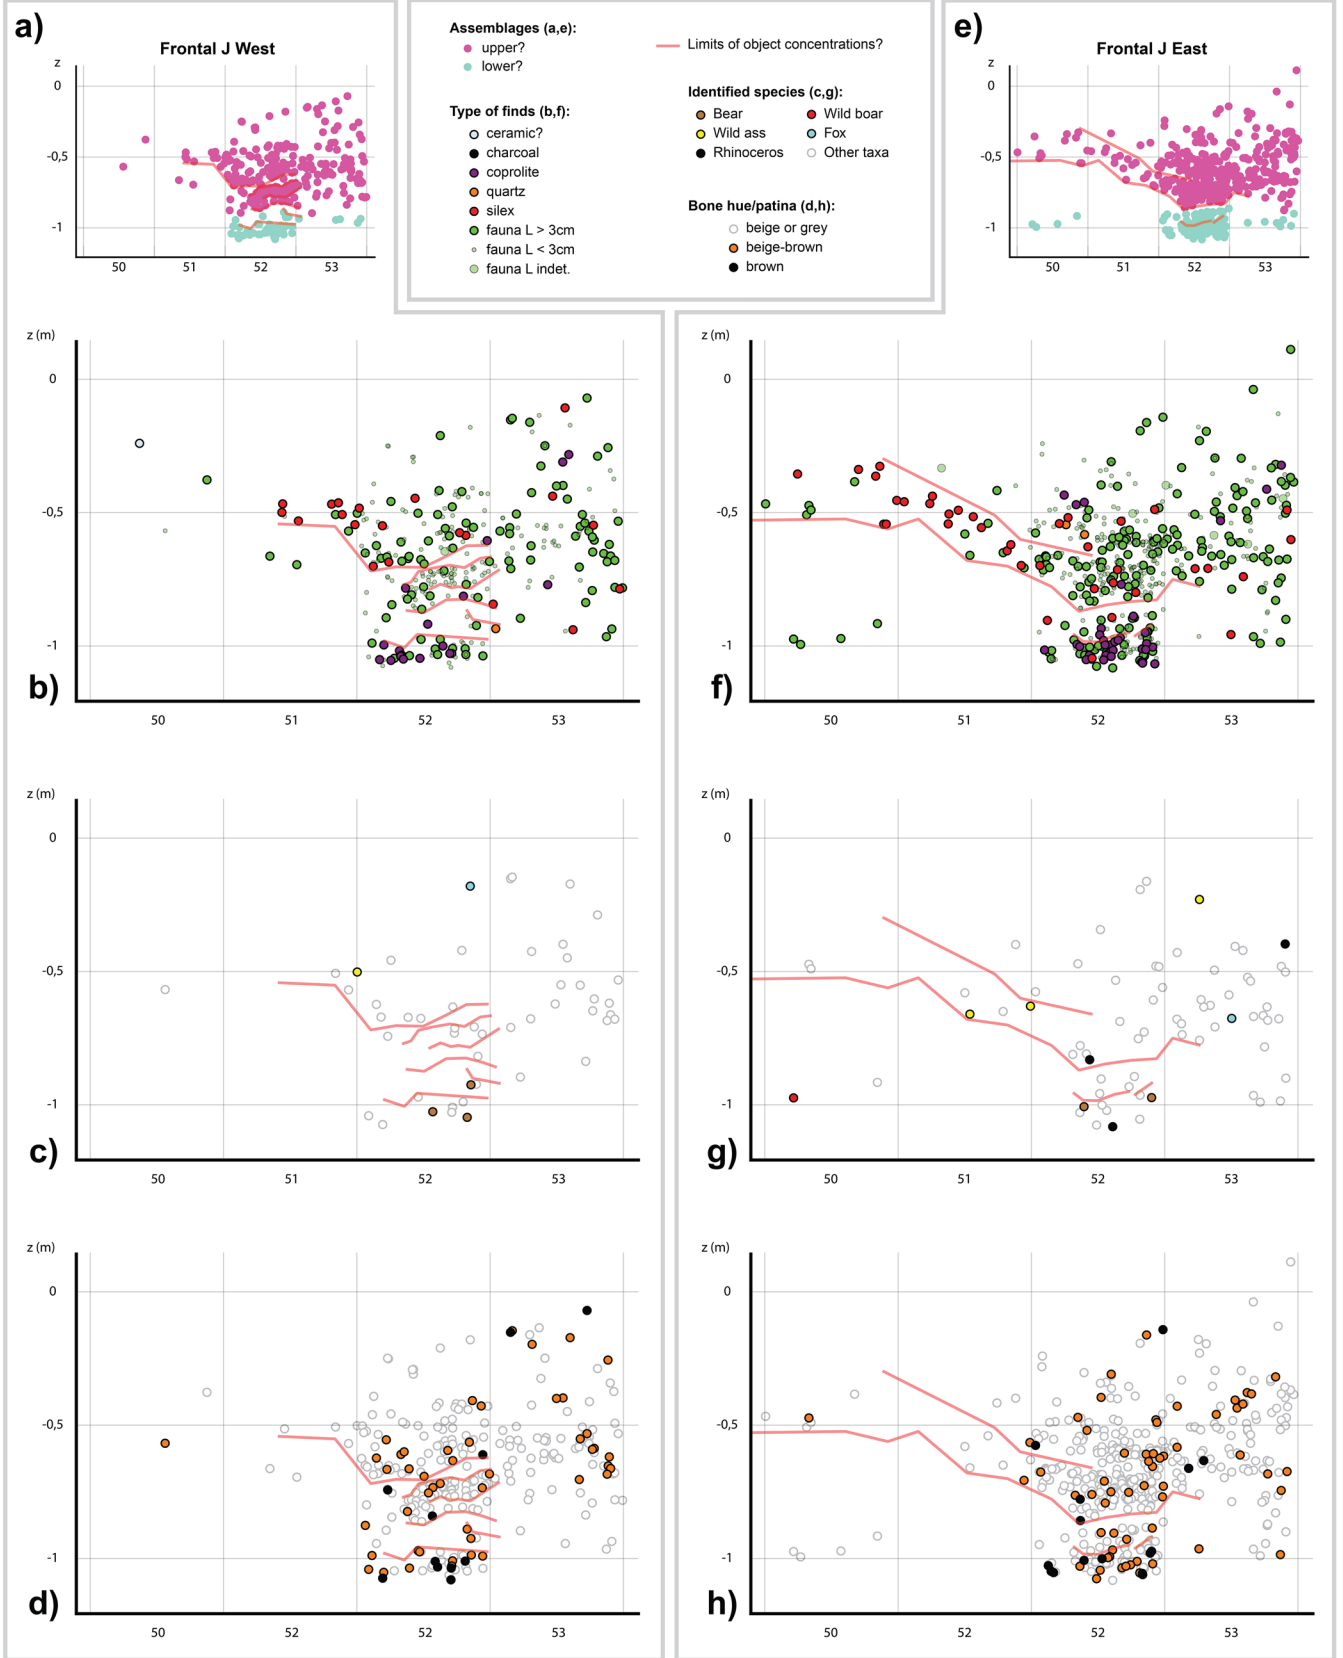 a)
Frontal J West
z
0
-0,5
-1
50
51
52
53
Assemblages (a,e):
upper?
lower?
Type of finds (b,f):
ceramic?
charcoal
coprolite
quartz
silex
fauna L > 3cm
fauna L < 3cm
fauna L indet.
Limits of object concentrations?
Identified species (c,g):
Bear
Wild boar
Wild ass
Fox
Rhinoceros
Other taxa
Bone hue/patina (d,h):
beige or grey
beige-brown
brown
e)
Frontal J East
z
0
-0,5
-1
50
51
52
53
z (m)
0
-0,5
-1
b)
50
51
52
53
z (m)
0
-0,5
-1
f)
50
51
52
53
z (m)
0
-0,5
-1
c)
50
51
52
53
z (m)
0
-0,5
-1
g)
50
51
52
53
z (m)
0
-0,5
-1
d)
50
52
52
53
z (m)
0
-0,5
-1
h)
50
52
52
53